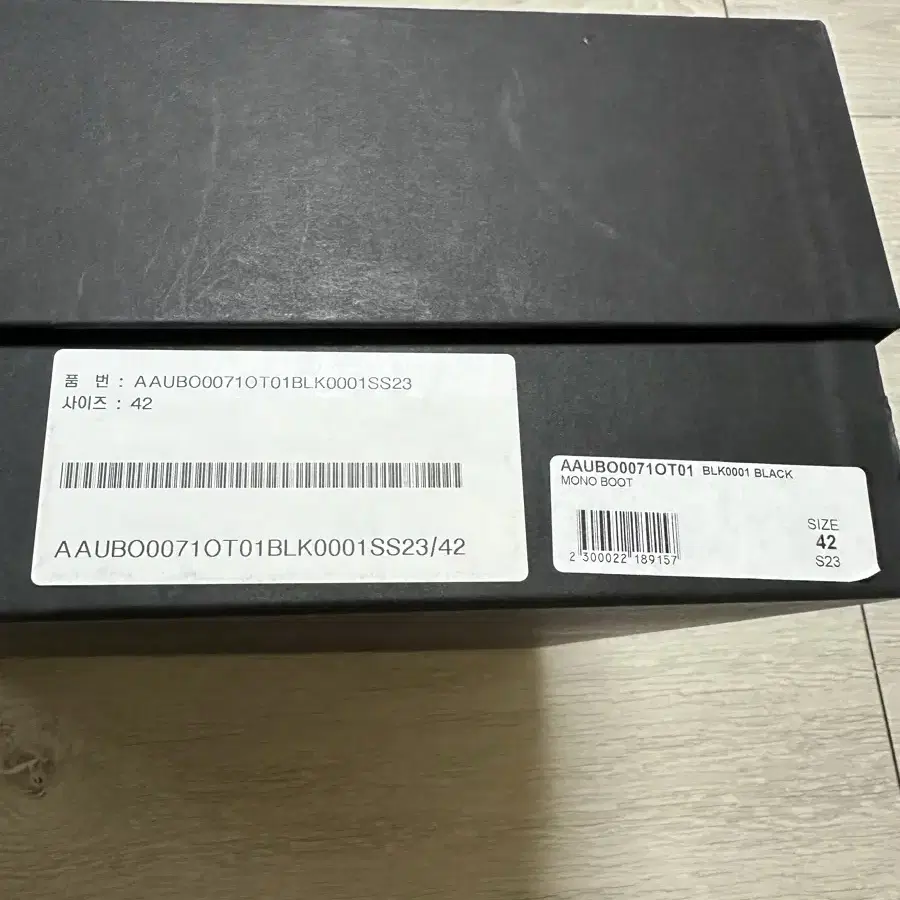 품 번 : AAUBO0071OT01BLK0001SS23
사이즈 : 42
AAUBO0071OT01BLK0001SS23/42
AAUBO0071OT01 BLK0001 BLACK
MONO BOOT
2 300022 189157
SIZE
42
S23